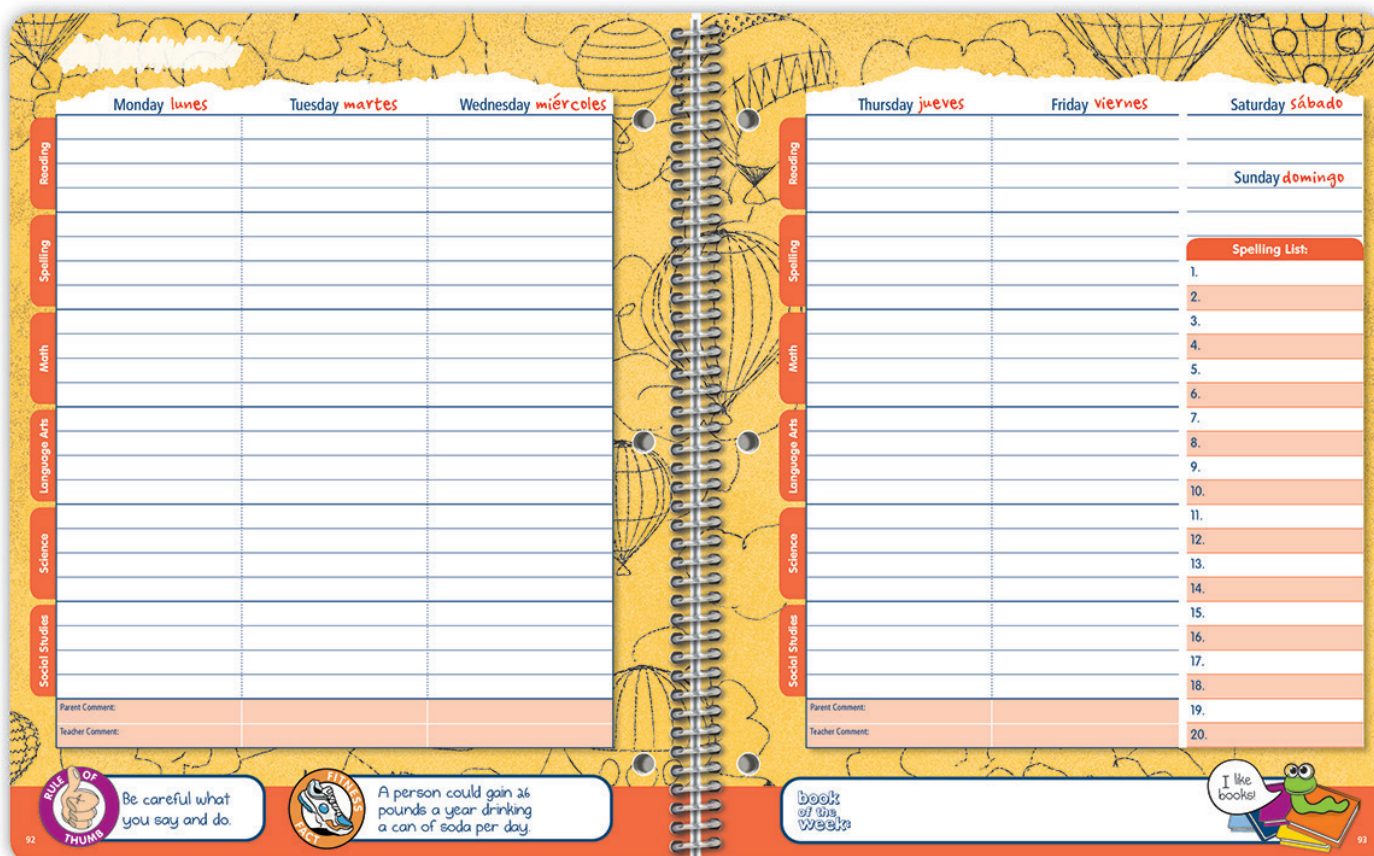 Monday lunes
Tuesday martes
Wednesday miércoles
Reading
Spelling
Math
Language Arts
Science
Social Studies
Parent Comment:
Teacher Comment:
RULE OF THUMB
Be careful what
you say and do.
FITNESS FACT
A person could gain 26
pounds a year drinking
a can of soda per day.
92
Thursday jueves
Friday viernes
Saturday sábado
Sunday domingo
Reading
Spelling
Math
Language Arts
Science
Social Studies
Spelling List:
1.
2.
3.
4.
5.
6.
7.
8.
9.
10.
11.
12.
13.
14.
15.
16.
17.
18.
19.
20.
Parent Comment:
Teacher Comment:
book
of the
week:
I like
books!
93